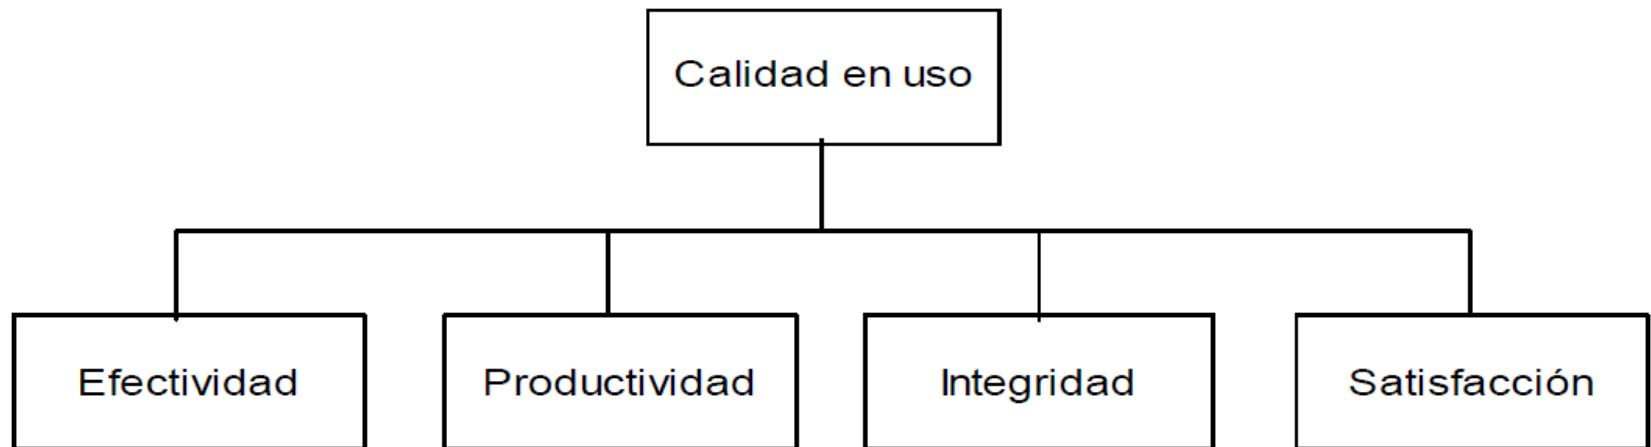 Calidad en uso
Efectividad
Productividad
Integridad
Satisfacción